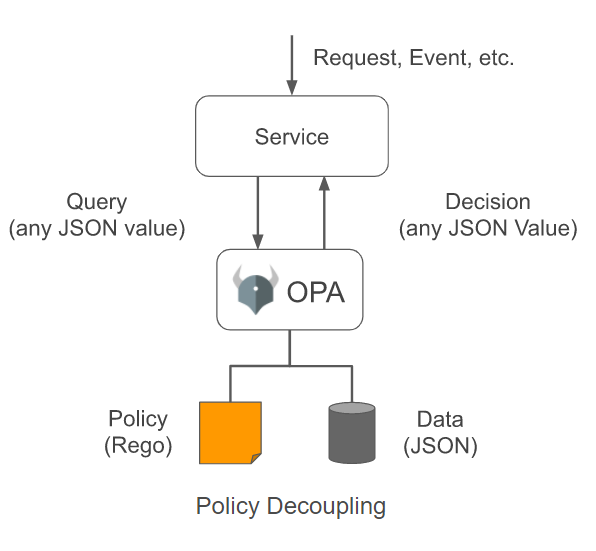 Request, Event, etc.
Service
Query
(any JSON value)
Decision
(any JSON Value)
OPA
Policy
(Rego)
Data
(JSON)
Policy Decoupling